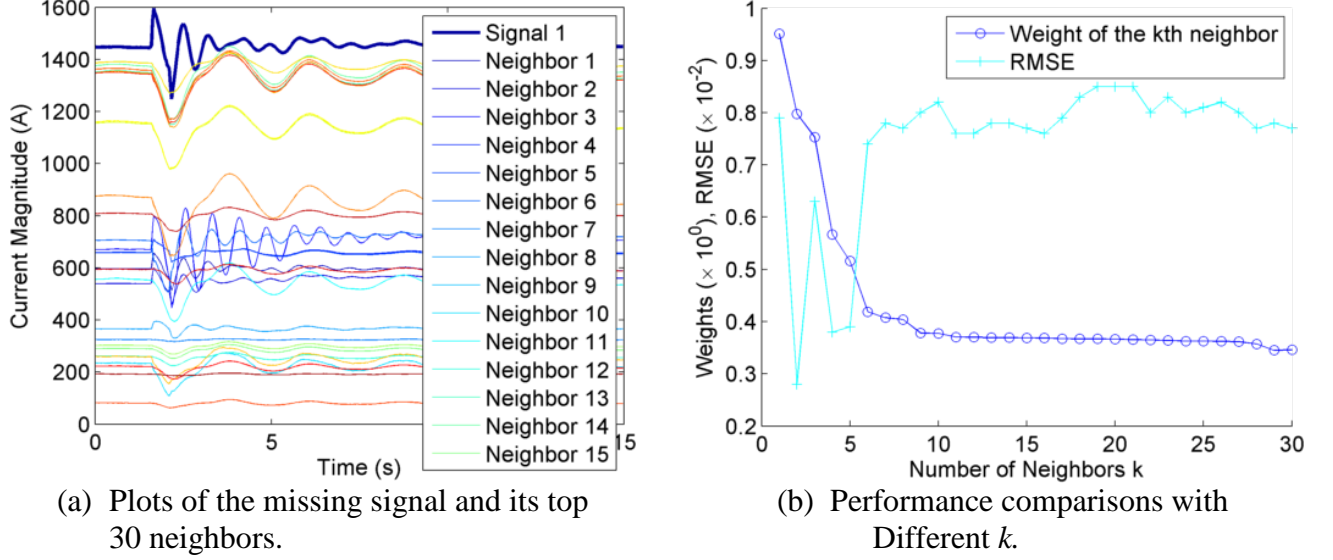 1600
1400
1200
1000
800
600
400
200
0
Current Magnitude (A)
0
5
15
Time (s)
Signal 1
Neighbor 1
Neighbor 2
Neighbor 3
Neighbor 4
Neighbor 5
Neighbor 6
Neighbor 7
Neighbor 8
Neighbor 9
Neighbor 10
Neighbor 11
Neighbor 12
Neighbor 13
Neighbor 14
Neighbor 15
(a) Plots of the missing signal and its top
30 neighbors.
1
0.9
0.8
0.7
0.6
0.5
0.4
0.3
0.2
Weights (× 10⁰), RMSE (× 10⁻²)
0
5
10
15
20
25
30
Number of Neighbors k
Weight of the kth neighbor
RMSE
(b) Performance comparisons with
Different k.